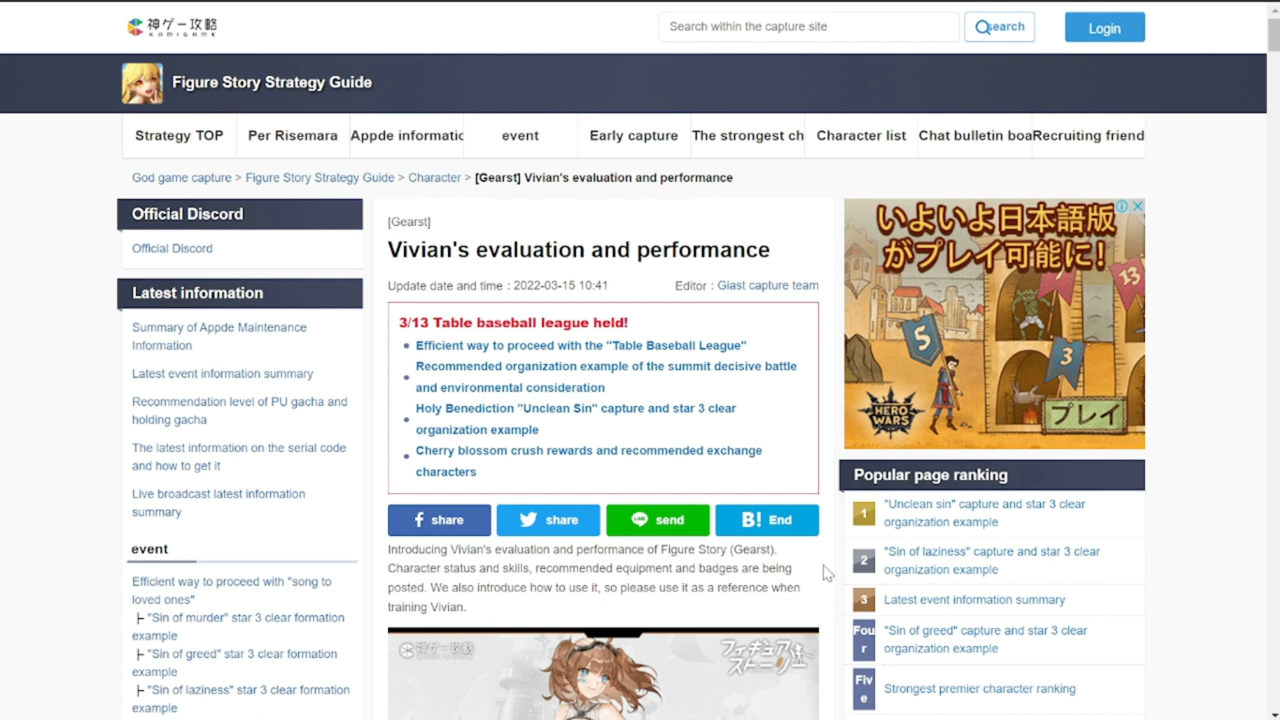 神ゲー攻略
KAMIGAME
Search within the capture site
search
Login
Figure Story Strategy Guide
Strategy TOP
Per Risemara
Appde informatic
event
Early capture
The strongest ch
Character list
Chat bulletin boa
Recruiting friend
God game capture > Figure Story Strategy Guide > Character > [Gearst] Vivian's evaluation and performance
Official Discord
Official Discord
Latest information
Summary of Appde Maintenance
Information
Latest event information summary
Recommendation level of PU gacha and
holding gacha
The latest information on the serial code
and how to get it
Live broadcast latest information
summary
event
Efficient way to proceed with "song to
loved ones"
├ "Sin of murder" star 3 clear formation
example
├ "Sin of greed" star 3 clear formation
example
├ "Sin of laziness" star 3 clear formation
example
[Gearst]
Vivian's evaluation and performance
Update date and time : 2022-03-15 10:41
Editor : Giast capture team
3/13 Table baseball league held!
Efficient way to proceed with the "Table Baseball League"
Recommended organization example of the summit decisive battle
and environmental consideration
Holy Benediction "Unclean Sin" capture and star 3 clear
organization example
Cherry blossom crush rewards and recommended exchange
characters
share
share
LINE
send
B! End
Introducing Vivian's evaluation and performance of Figure Story (Gearst).
Character status and skills, recommended equipment and badges are being
posted. We also introduce how to use it, so please use it as a reference when
training Vivian.
神ゲー攻略
フィギュア
ストーリー
いよいよ日本語版
がプレイ可能に!
13
5
3
HERO
WARS
プレイ
Popular page ranking
1
"Unclean sin" capture and star 3 clear
organization example
2
"Sin of laziness" capture and star 3 clear
organization example
3
Latest event information summary
Fou
r
"Sin of greed" capture and star 3 clear
organization example
Fiv
e
Strongest premier character ranking